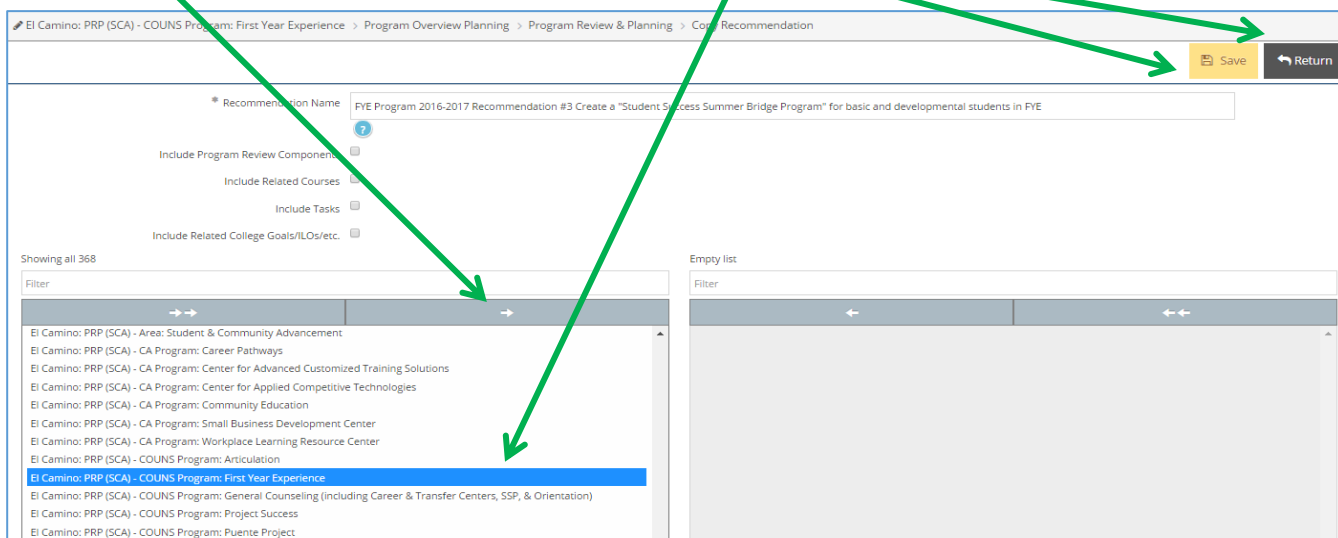 El Camino: PRP (SCA) - COUNS Program: First Year Experience > Program Overview Planning > Program Review & Planning > Copy Recommendation
Save Return
* Recommendation Name FYE Program 2016-2017 Recommendation #3 Create a "Student Success Summer Bridge Program" for basic and developmental students in FYE
?
Include Program Review Components
Include Related Courses
Include Tasks
Include Related College Goals/ILOs/etc.
Showing all 368
Filter
El Camino: PRP (SCA) - Area: Student & Community Advancement
El Camino: PRP (SCA) - CA Program: Career Pathways
El Camino: PRP (SCA) - CA Program: Center for Advanced Customized Training Solutions
El Camino: PRP (SCA) - CA Program: Center for Applied Competitive Technologies
El Camino: PRP (SCA) - CA Program: Community Education
El Camino: PRP (SCA) - CA Program: Small Business Development Center
El Camino: PRP (SCA) - CA Program: Workplace Learning Resource Center
El Camino: PRP (SCA) - COUNS Program: Articulation
El Camino: PRP (SCA) - COUNS Program: First Year Experience
El Camino: PRP (SCA) - COUNS Program: General Counseling (including Career & Transfer Centers, SSP, & Orientation)
El Camino: PRP (SCA) - COUNS Program: Project Success
El Camino: PRP (SCA) - COUNS Program: Puente Project
Empty list
Filter